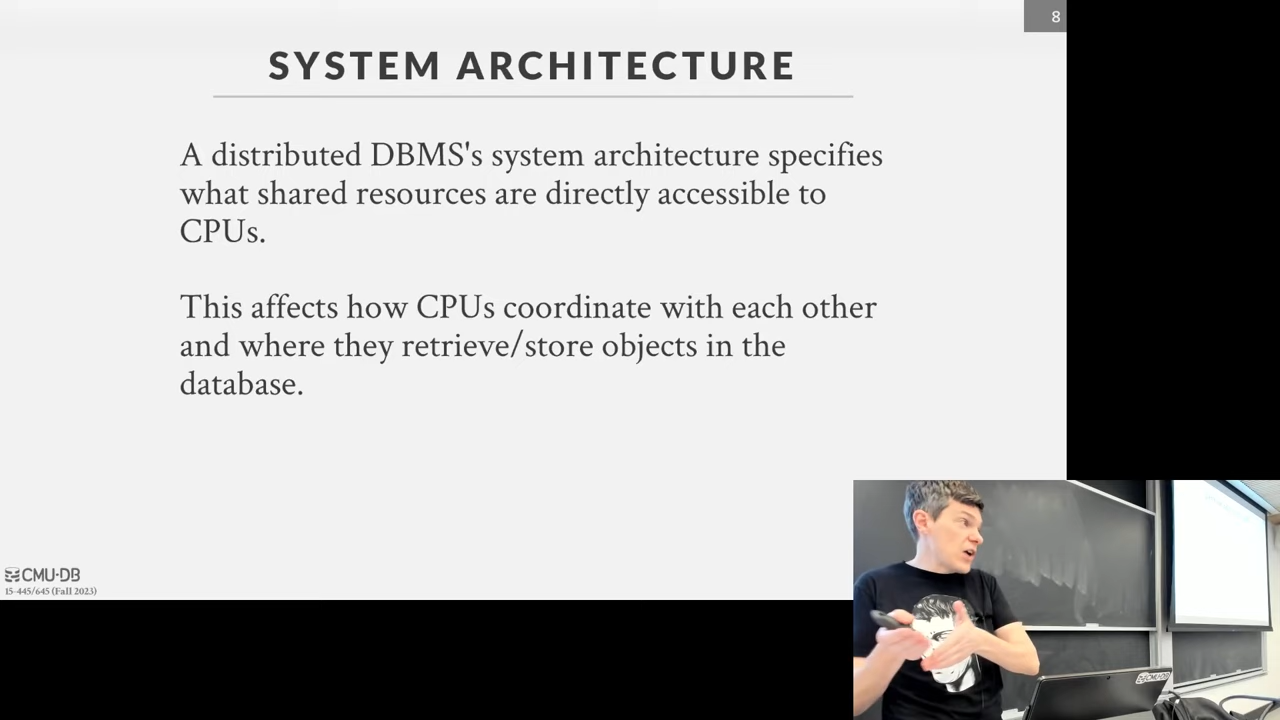 8
SYSTEM ARCHITECTURE
A distributed DBMS's system architecture specifies
what shared resources are directly accessible to
CPUs.
This affects how CPUs coordinate with each other
and where they retrieve/store objects in the
database.
CMU·DB
15-445/645 (Fall 2023)
CMU·DB